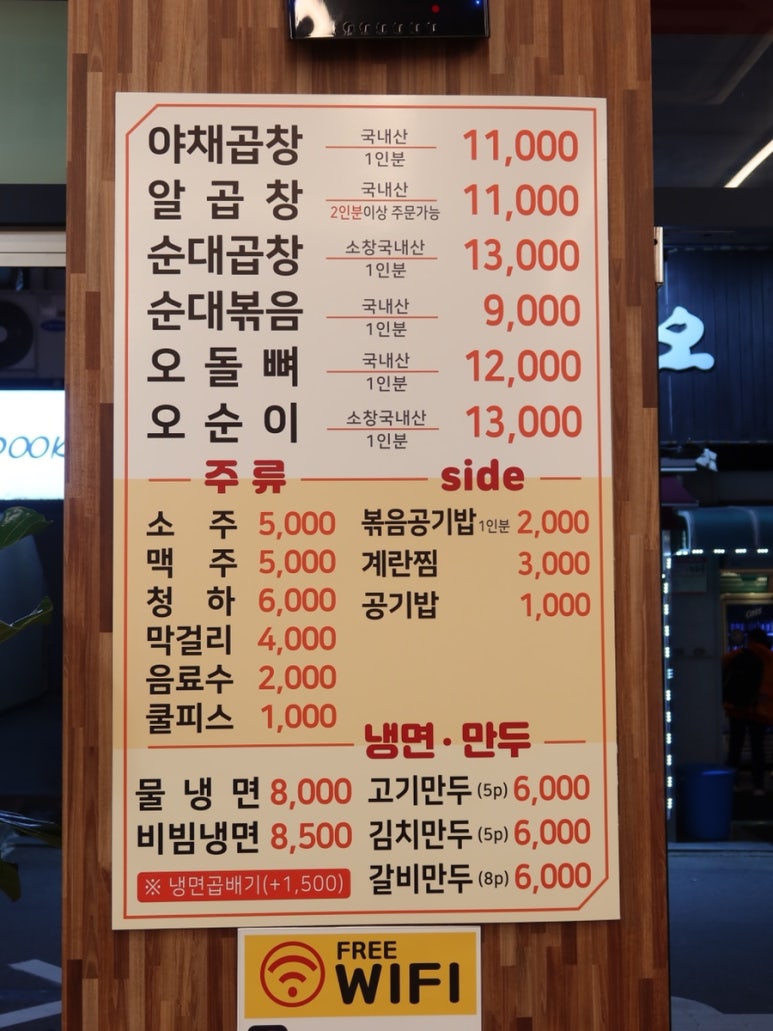 야채곱창 국내산 1인분 11,000
알곱창 국내산 2인분이상 주문가능 11,000
순대곱창 소창국내산 1인분 13,000
순대볶음 국내산 1인분 9,000
오돌뼈 국내산 1인분 12,000
오순이 소창국내산 1인분 13,000
주류
소주 5,000
맥주 5,000
청하 6,000
막걸리 4,000
음료수 2,000
쿨피스 1,000
side
볶음공기밥 1인분 2,000
계란찜 3,000
공기밥 1,000
냉면·만두
물냉면 8,000
비빔냉면 8,500
※ 냉면곱배기(+1,500)
고기만두 (5p) 6,000
김치만두 (5p) 6,000
갈비만두 (8p) 6,000
FREE
WIFI
오